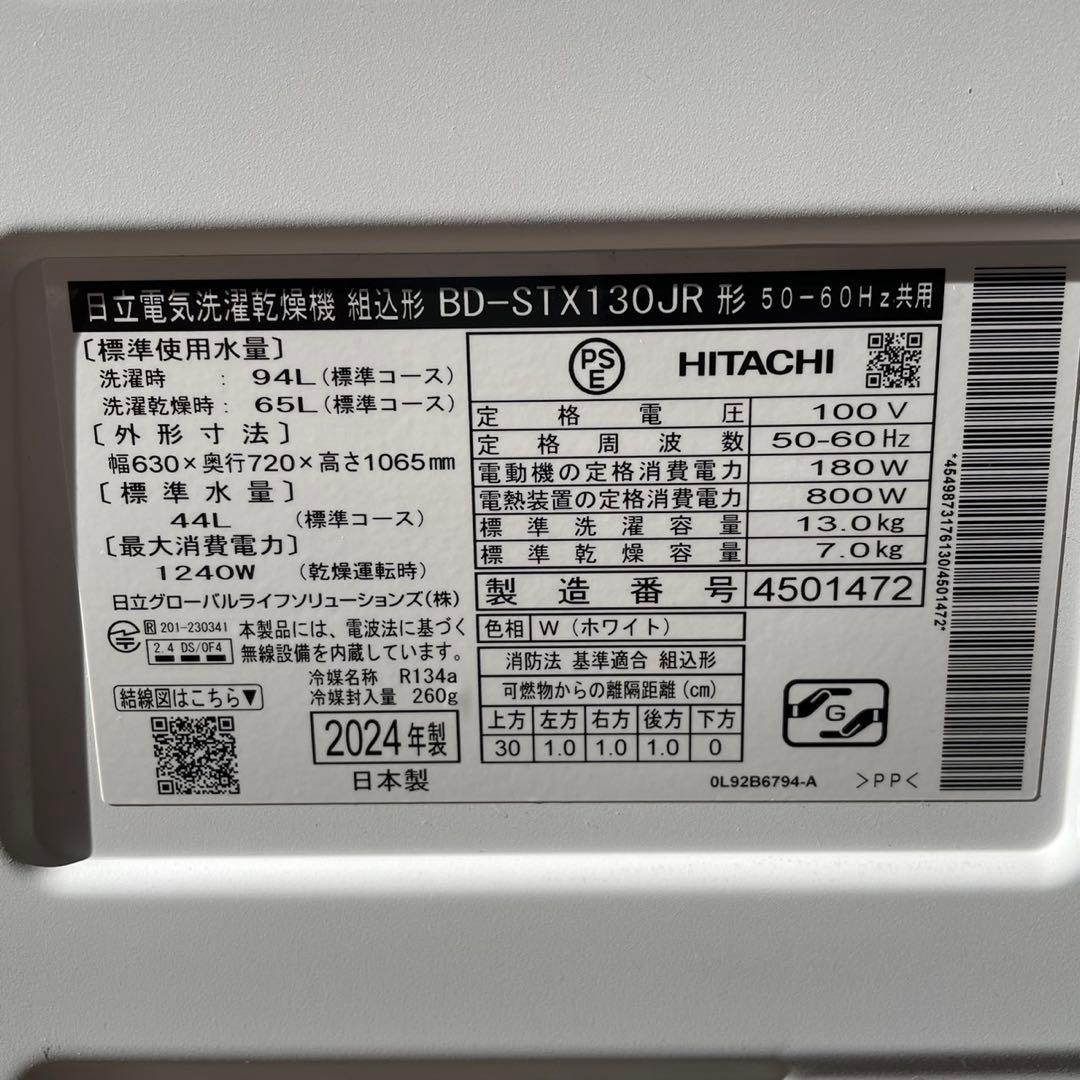 日立電気洗濯乾燥機 組込形 BD-STX130JR 形 50-60Hz共用
〔標準使用水量〕
洗濯時 : 94L(標準コース)
洗濯乾燥時: 65L(標準コース)
〔外形寸法〕
幅630×奥行720×高さ1065mm
〔標準水量〕
44L (標準コース)
〔最大消費電力〕
1240W (乾燥運転時)
日立グローバルライフソリューションズ(株)
R 201-230341
2.4 DS/OF4
本製品には、電波法に基づく
無線設備を内蔵しています。
冷媒名称 R134a
冷媒封入量 260g
結線図はこちら▼
2024年製
日本製
PSE HITACHI
定格電圧 100V
定格周波数 50-60Hz
電動機の定格消費電力 180W
電熱装置の定格消費電力 800W
標準洗濯容量 13.0kg
標準乾燥容量 7.0kg
製造番号 4501472
色相 W(ホワイト)
消防法 基準適合 組込形
可燃物からの離隔距離(cm)
上方 左方 右方 後方 下方
30 1.0 1.0 1.0 0
G
0L92B6794-A >PP<
*4549873176130/4501472*